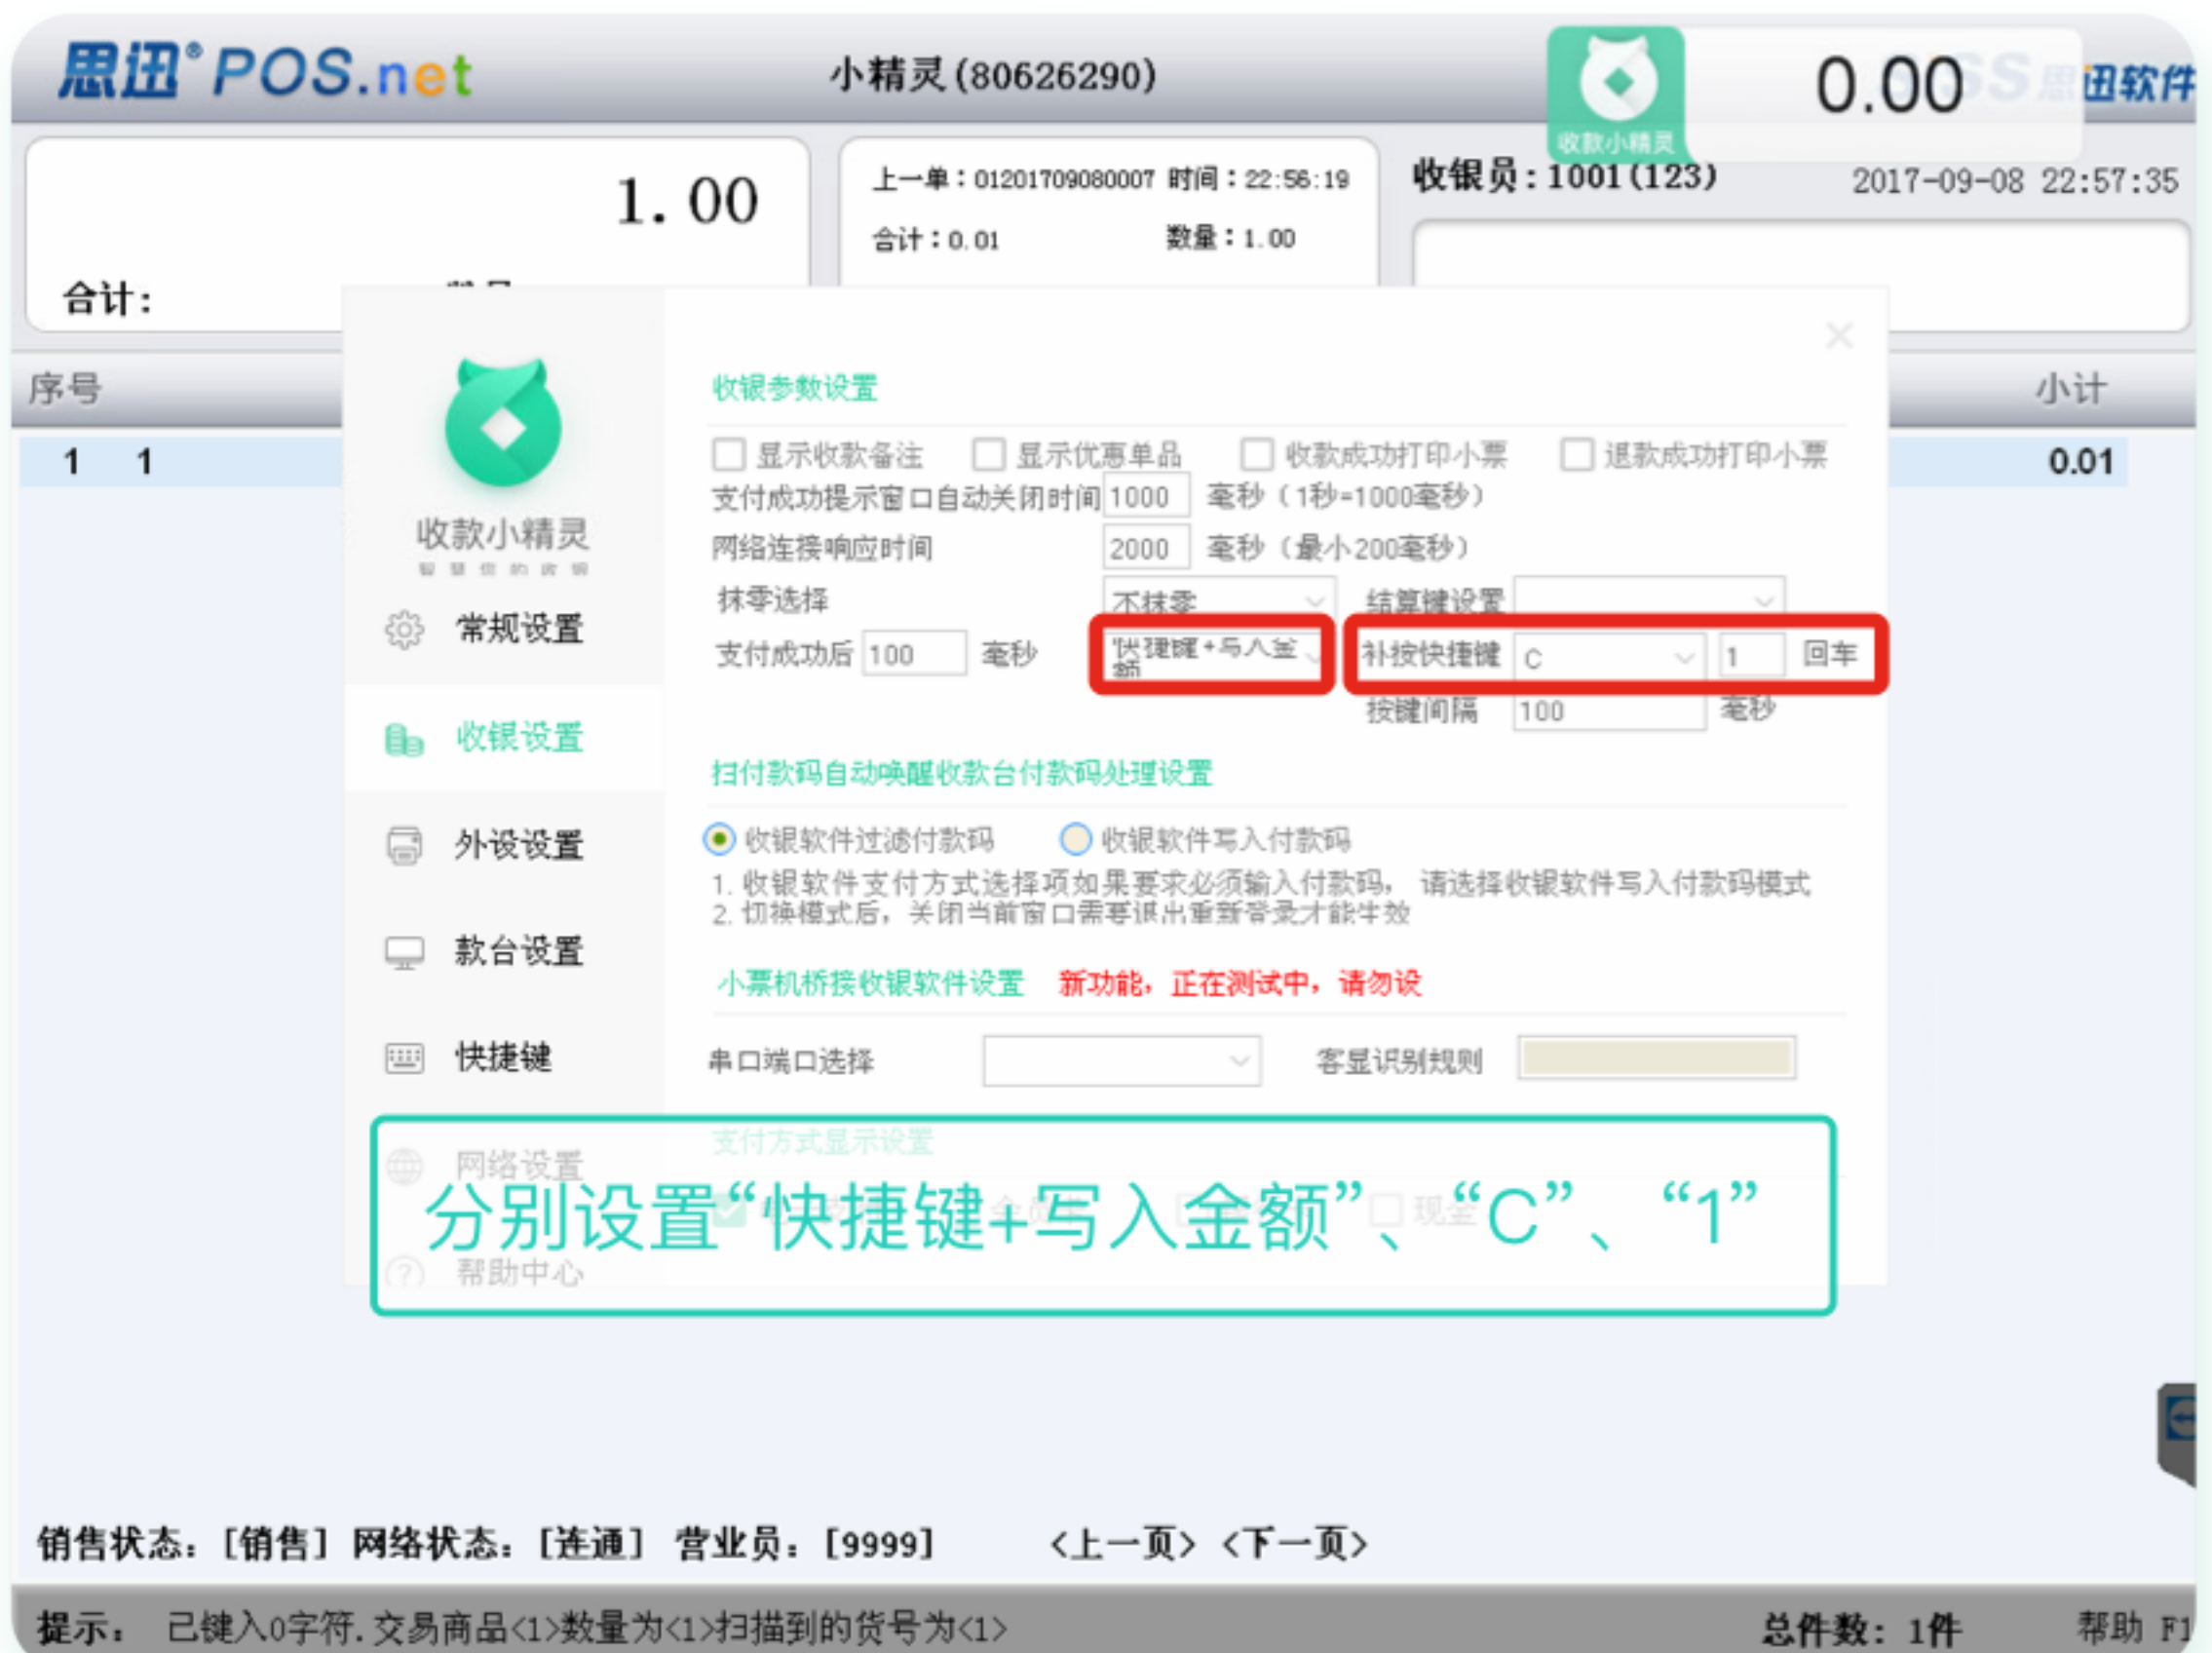 思迅® POS.net
小精灵(80626290)
收款小精灵
0.00
思迅软件
1.00
合计:
上一单:01201709080007 时间:22:56:19
合计:0.01 数量:1.00
收银员:1001(123)
2017-09-08 22:57:35
序号
小计
1 1
0.01
收款小精灵
常规设置
收银设置
外设设置
款台设置
快捷键
网络设置
帮助中心
收银参数设置
显示收款备注 显示优惠单品 收款成功打印小票 退款成功打印小票
支付成功提示窗口自动关闭时间 1000 毫秒(1秒=1000毫秒)
网络连接响应时间 2000 毫秒(最小200毫秒)
抹零选择 不抹零 结算键设置
支付成功后 100 毫秒 快捷键+写入金额 补按快捷键 C 1 回车
按键间隔 100 毫秒
扫付款码自动唤醒收款台付款码处理设置
收银软件过滤付款码 收银软件写入付款码
1. 收银软件支付方式选择项如果要求必须输入付款码, 请选择收银软件写入付款码模式
2. 切换模式后,关闭当前窗口需要退出重新登录才能生效
小票机桥接收银软件设置 新功能,正在测试中,请勿设
串口端口选择 客显识别规则
支付方式显示设置
现金
分别设置“快捷键+写入金额”、“C”、“1”
销售状态:[销售] 网络状态:[连通] 营业员:[9999] <上一页> <下一页>
提示: 已键入0字符.交易商品<1>数量为<1>扫描到的货号为<1>
总件数: 1件
帮助 F1